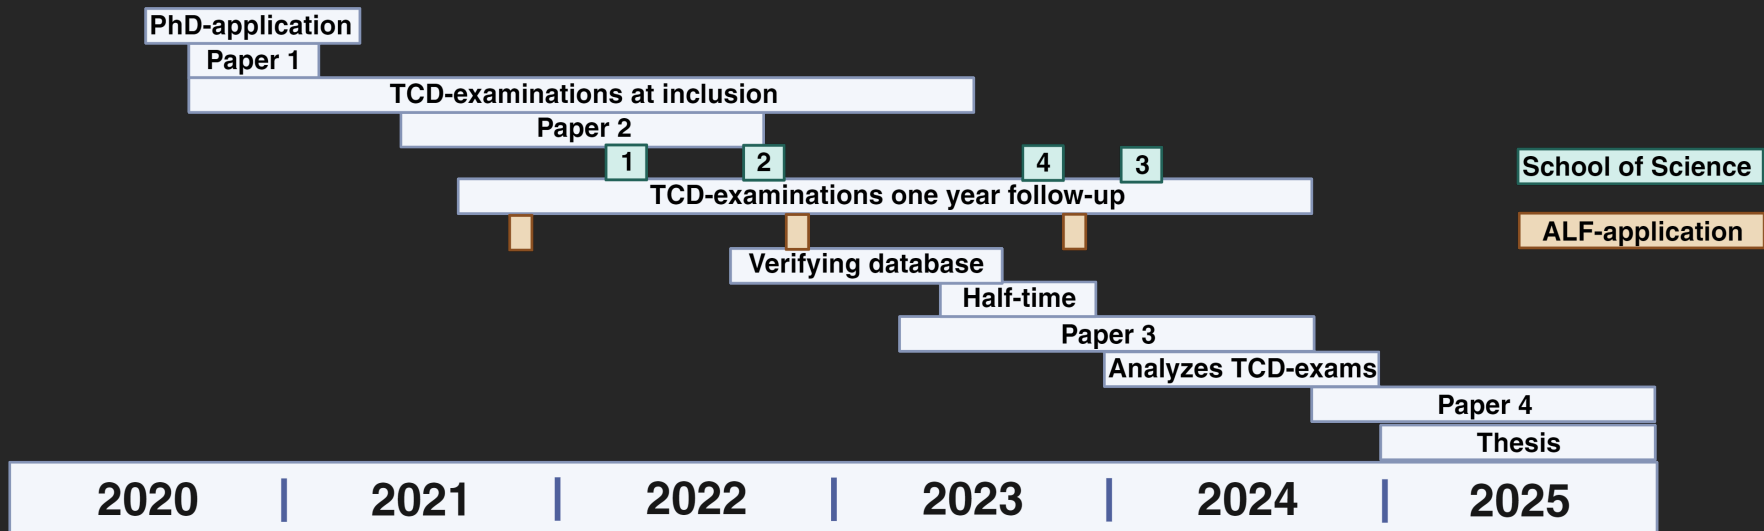 PhD-application
Paper 1
TCD-examinations at inclusion
Paper 2
1
2
4
3
School of Science
TCD-examinations one year follow-up
ALF-application
Verifying database
Half-time
Paper 3
Analyzes TCD-exams
Paper 4
Thesis
2020 | 2021 | 2022 | 2023 | 2024 | 2025